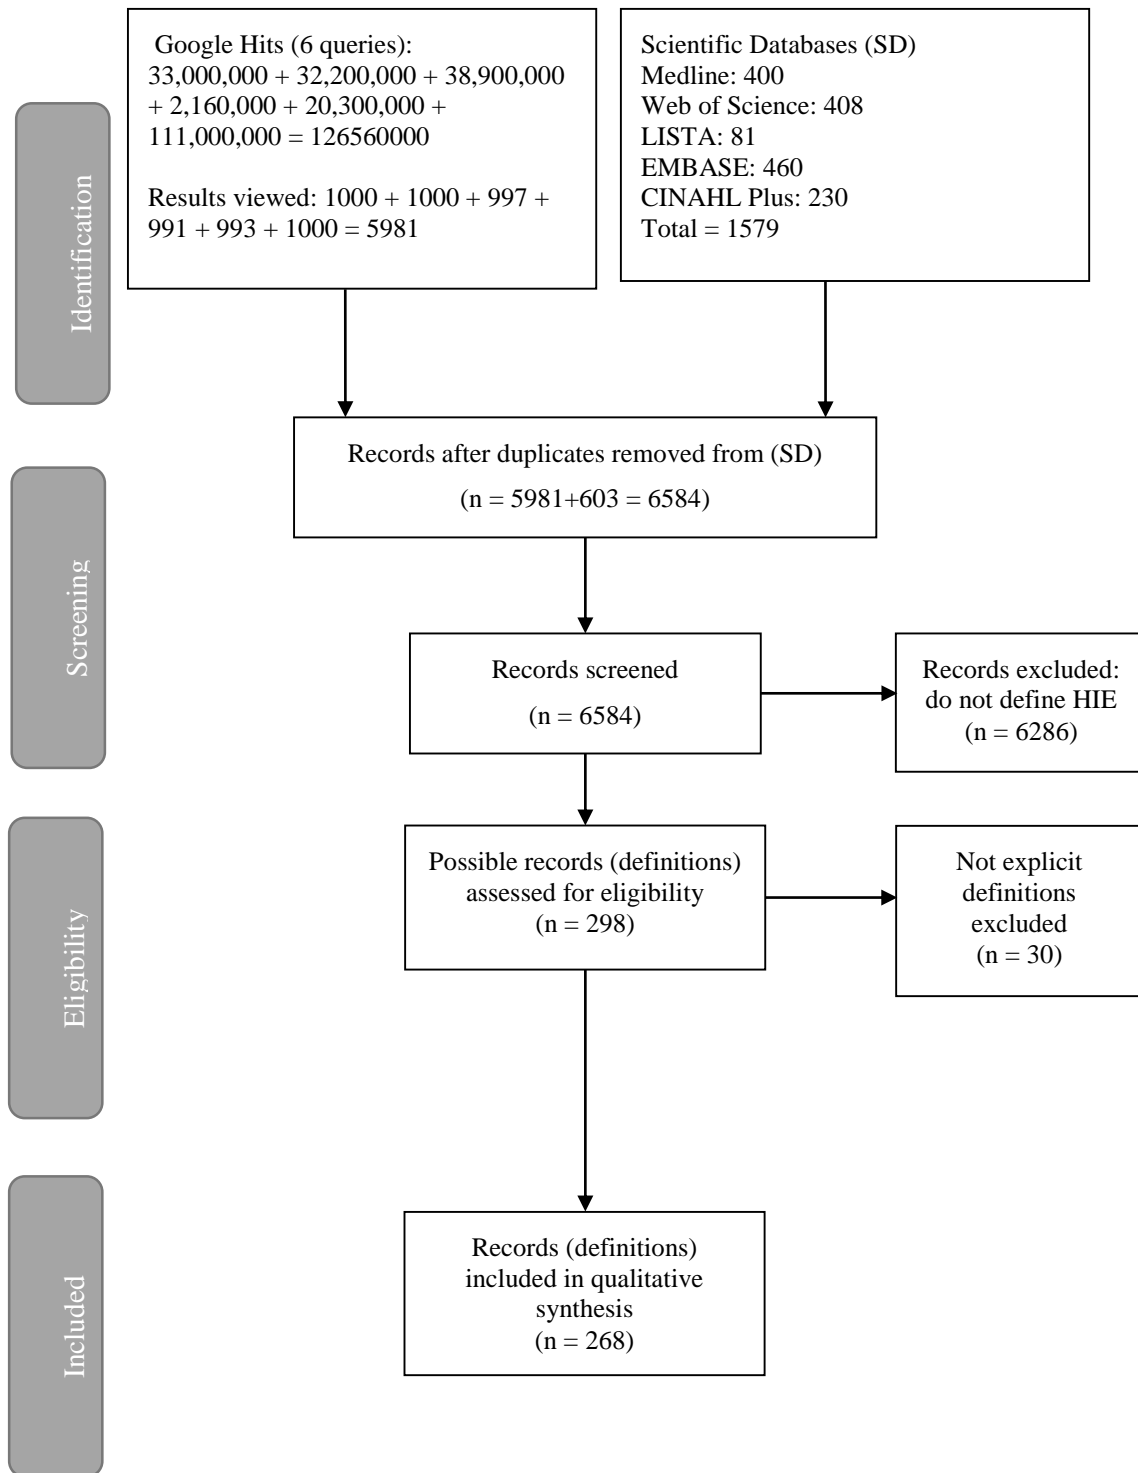 Google Hits (6 queries):
33,000,000 + 32,200,000 + 38,900,000
+ 2,160,000 + 20,300,000 +
111,000,000 = 126560000
Results viewed: 1000 + 1000 + 997 +
991 + 993 + 1000 = 5981
Scientific Databases (SD)
Medline: 400
Web of Science: 408
LISTA: 81
EMBASE: 460
CINAHL Plus: 230
Total = 1579
Identification
Records after duplicates removed from (SD)
(n = 5981+603 = 6584)
Screening
Records screened
(n = 6584)
Records excluded:
do not define HIE
(n = 6286)
Eligibility
Possible records (definitions)
assessed for eligibility
(n = 298)
Not explicit
definitions
excluded
(n = 30)
Included
Records (definitions)
included in qualitative
synthesis
(n = 268)